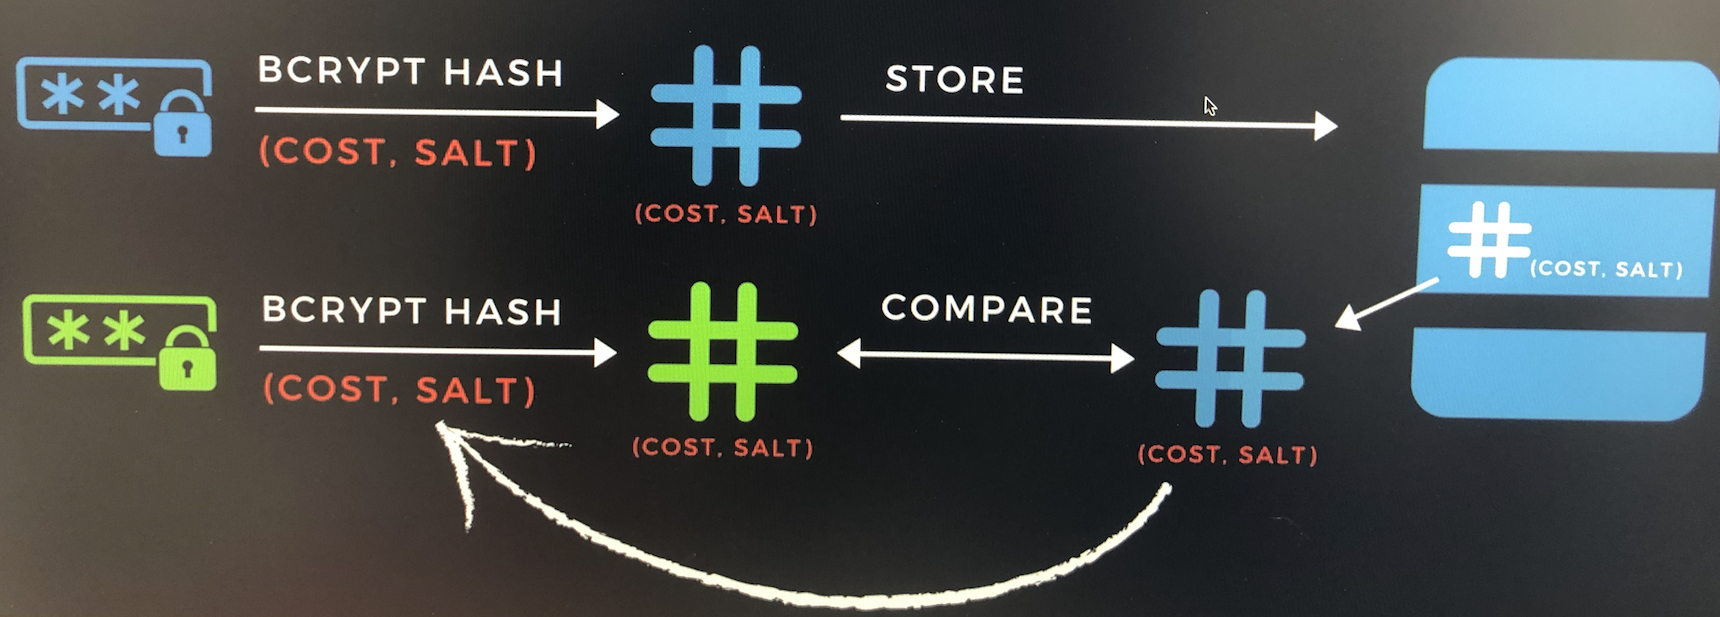 ** BCRYPT HASH
(COST, SALT)
#
(COST, SALT)
STORE
#(COST, SALT)
** BCRYPT HASH
(COST, SALT)
#
(COST, SALT)
COMPARE
#
(COST, SALT)